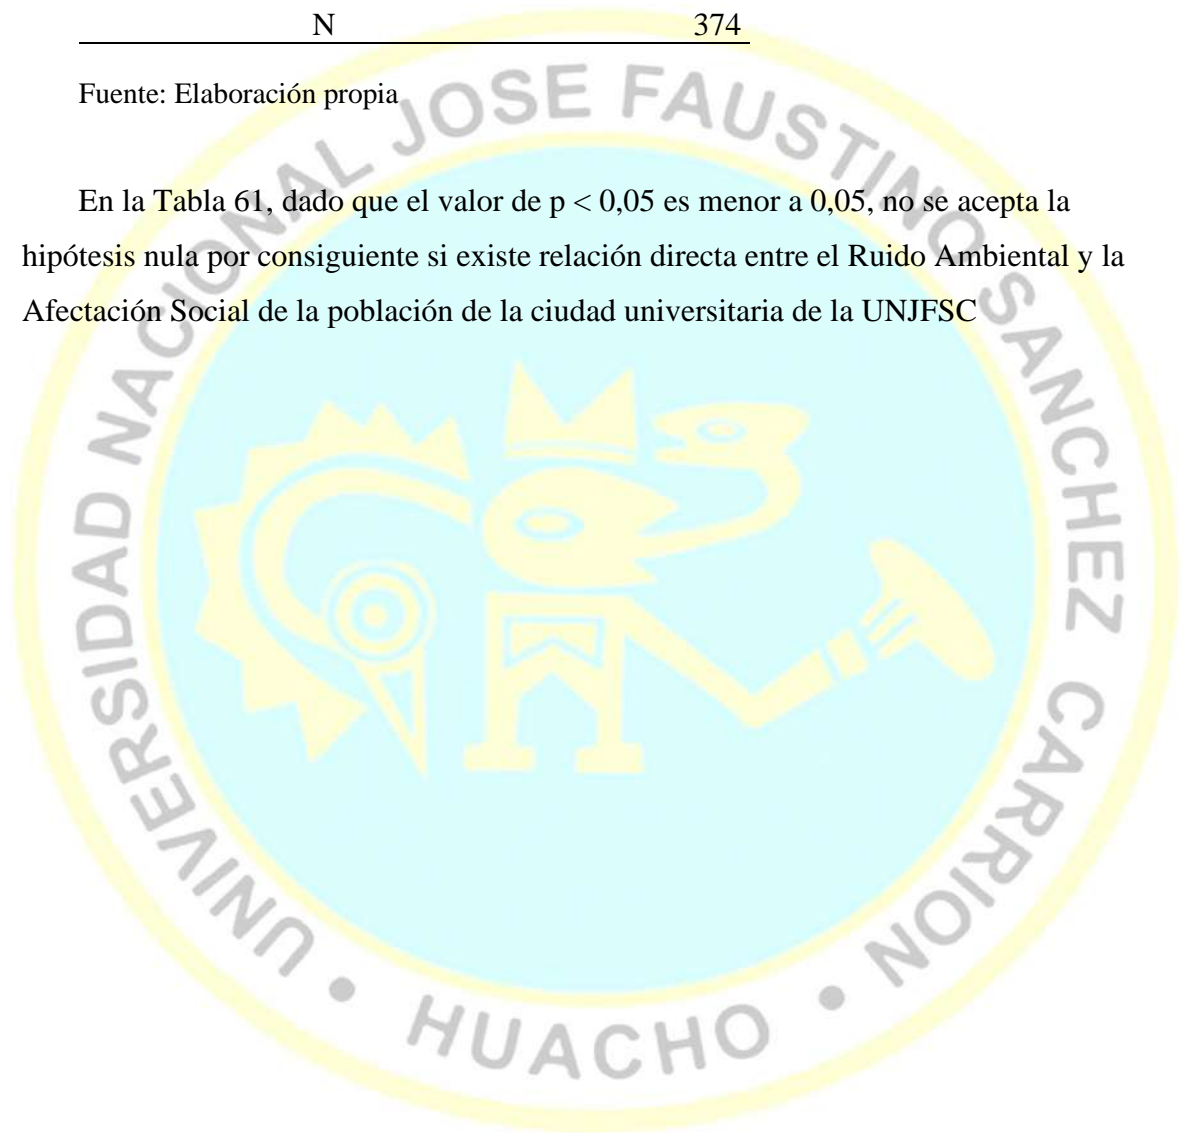 N 374
Fuente: Elaboración propia
En la Tabla 61, dado que el valor de p < 0,05 es menor a 0,05, no se acepta la
hipótesis nula por consiguiente si existe relación directa entre el Ruido Ambiental y la
Afectación Social de la población de la ciudad universitaria de la UNJFSC
UNIVERSIDAD NACIONAL JOSE FAUSTINO SANCHEZ CARRION
• HUACHO •